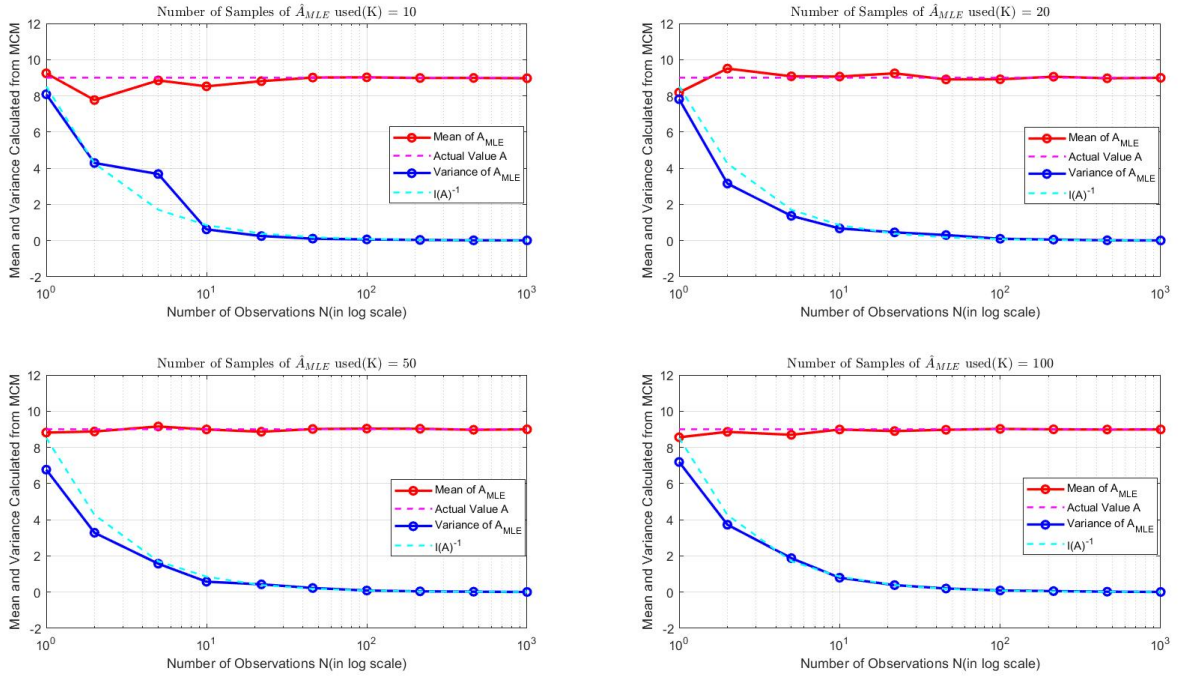 Number of Samples of Â_MLE used(K) = 10
Mean and Variance Calculated from MCM
12
10
8
6
4
2
0
-2
Mean of A_MLE
Actual Value A
Variance of A_MLE
I(A)^-1
10^0
10^1
10^2
10^3
Number of Observations N(in log scale)
Number of Samples of Â_MLE used(K) = 20
Mean and Variance Calculated from MCM
12
10
8
6
4
2
0
-2
Mean of A_MLE
Actual Value A
Variance of A_MLE
I(A)^-1
10^0
10^1
10^2
10^3
Number of Observations N(in log scale)
Number of Samples of Â_MLE used(K) = 50
Mean and Variance Calculated from MCM
12
10
8
6
4
2
0
-2
Mean of A_MLE
Actual Value A
Variance of A_MLE
I(A)^-1
10^0
10^1
10^2
10^3
Number of Observations N(in log scale)
Number of Samples of Â_MLE used(K) = 100
Mean and Variance Calculated from MCM
12
10
8
6
4
2
0
-2
Mean of A_MLE
Actual Value A
Variance of A_MLE
I(A)^-1
10^0
10^1
10^2
10^3
Number of Observations N(in log scale)